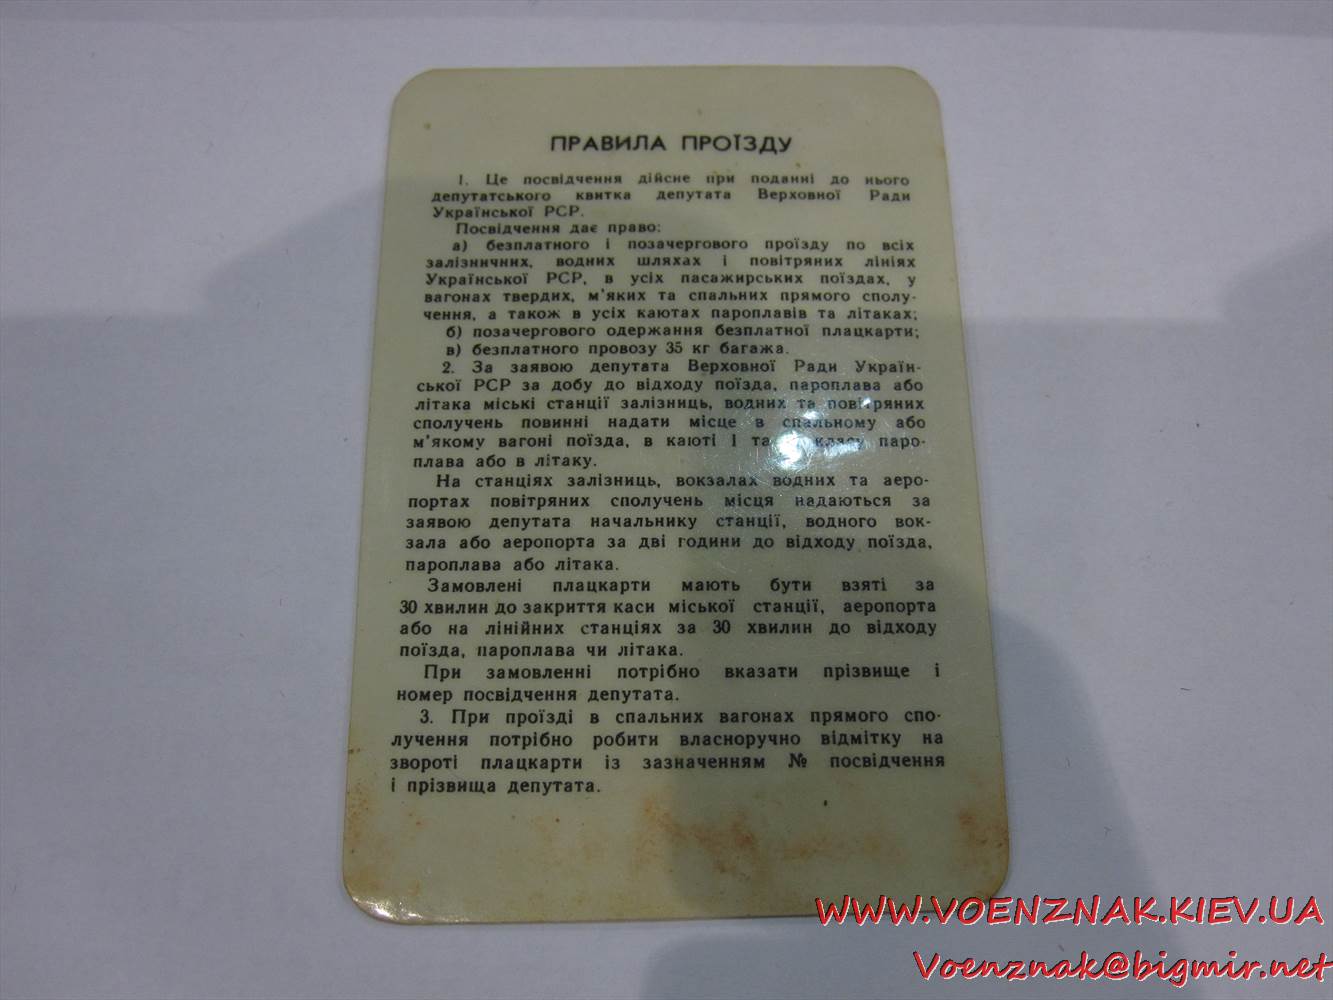 ПРАВИЛА ПРОЇЗДУ
1. Це посвідчення дійсне при поданні до нього
депутатського квитка депутата Верховної Ради
Української РСР.
Посвідчення дає право:
а) безплатного і позачергового проїзду по всіх
залізничних, водних шляхах і повітряних лініях
Української РСР, в усіх пасажирських поїздах, у
вагонах твердих, м'яких та спальних прямого сполу-
чення, а також в усіх каютах пароплавів та літаках;
б) позачергового одержання безплатної плацкарти;
в) безплатного провозу 35 кг багажа.
2. За заявою депутата Верховної Ради Україн-
ської РСР за добу до відходу поїзда, пароплава або
літака міські станції залізниць, водних та повітряних
сполучень повинні надати місце в спальному або
м'якому вагоні поїзда, в каюті І та класу паро-
плава або в літаку.
На станціях залізниць, вокзалах водних та аеро-
портах повітряних сполучень місця надаються за
заявою депутата начальнику станції, водного вок-
зала або аеропорта за дві години до відходу поїзда,
пароплава або літака.
Замовлені плацкарти мають бути взяті за
30 хвилин до закриття каси міської станції, аеропорта
або на лінійних станціях за 30 хвилин до відходу
поїзда, пароплава чи літака.
При замовленні потрібно вказати прізвище і
номер посвідчення депутата.
3. При проїзді в спальних вагонах прямого спо-
лучення потрібно робити власноручно відмітку на
звороті плацкарти із зазначенням № посвідчення
і прізвища депутата.
WWW.VOENZNAK.KIEV.UA
Voenznak@bigmir.net